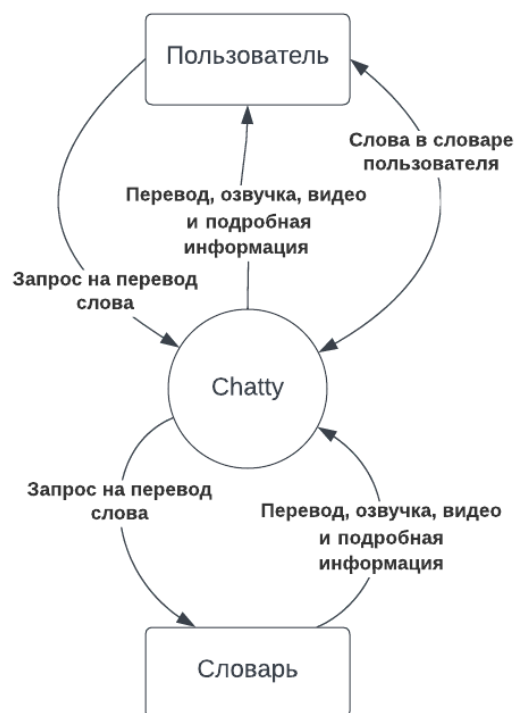 Пользователь
Слова в словаре
пользователя
Перевод, озвучка, видео
и подробная
информация
Запрос на перевод
слова
Chatty
Запрос на перевод
слова
Перевод, озвучка, видео
и подробная
информация
Словарь